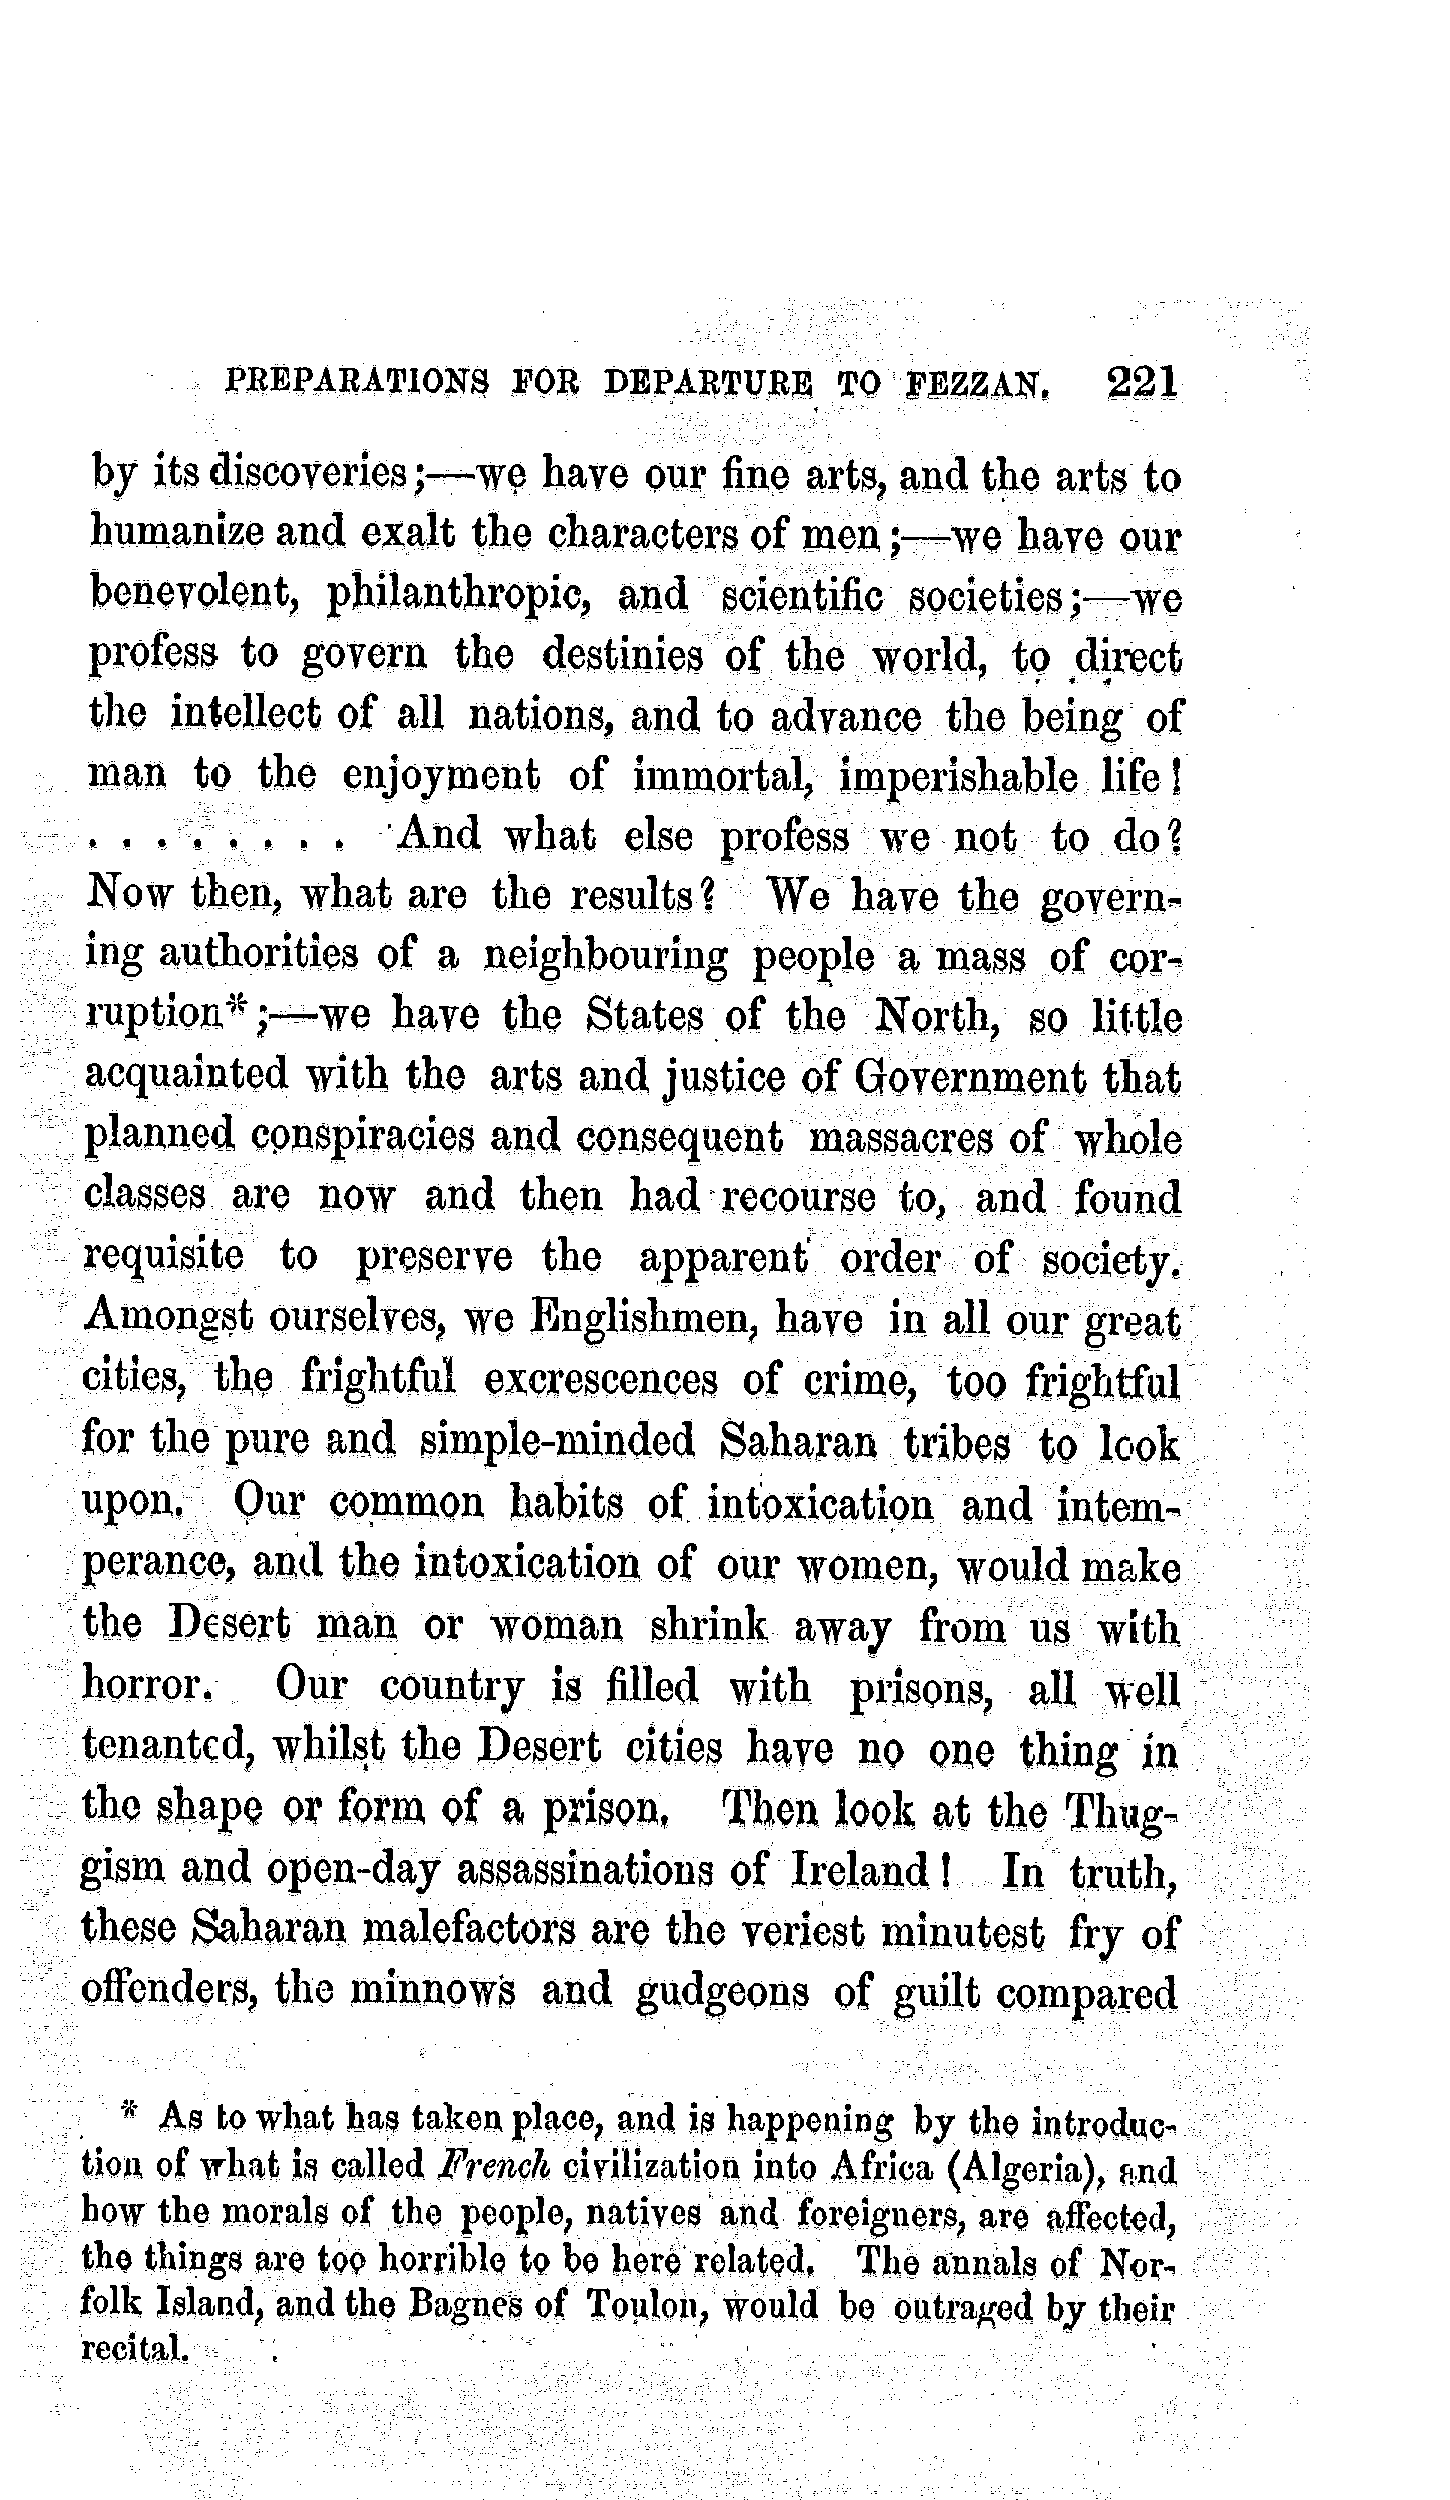 PREPARATIONS FOR DEPARTURE TO FEZZAN. 221
by its discoveries;—we have our fine arts, and the arts to
humanize and exalt the characters of men;—we have our
benevolent, philanthropic, and scientific societies;—we
profess to govern the destinies of the world, to direct
the intellect of all nations, and to advance the being of
man to the enjoyment of immortal, imperishable life!
. . . . . . . . And what else profess we not to do?
Now then, what are the results? We have the govern-
ing authorities of a neighbouring people a mass of cor-
ruption*;—we have the States of the North, so little
acquainted with the arts and justice of Government that
planned conspiracies and consequent massacres of whole
classes are now and then had recourse to, and found
requisite to preserve the apparent order of society.
Amongst ourselves, we Englishmen, have in all our great
cities, the frightful excrescences of crime, too frightful
for the pure and simple-minded Saharan tribes to look
upon. Our common habits of intoxication and intem-
perance, and the intoxication of our women, would make
the Desert man or woman shrink away from us with
horror. Our country is filled with prisons, all well
tenanted, whilst the Desert cities have no one thing in
the shape or form of a prison. Then look at the Thug-
gism and open-day assassinations of Ireland! In truth,
these Saharan malefactors are the veriest minutest fry of
offenders, the minnows and gudgeons of guilt compared
* As to what has taken place, and is happening by the introduc-
tion of what is called French civilization into Africa (Algeria), and
how the morals of the people, natives and foreigners, are affected,
the things are too horrible to be here related. The annals of Nor-
folk Island, and the Bagnes of Toulon, would be outraged by their
recital.